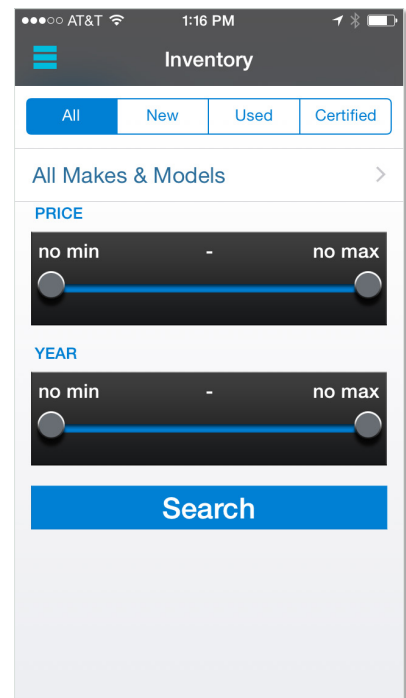 AT&T 1:16 PM
Inventory
All New Used Certified
All Makes & Models
PRICE
no min - no max
YEAR
no min - no max
Search